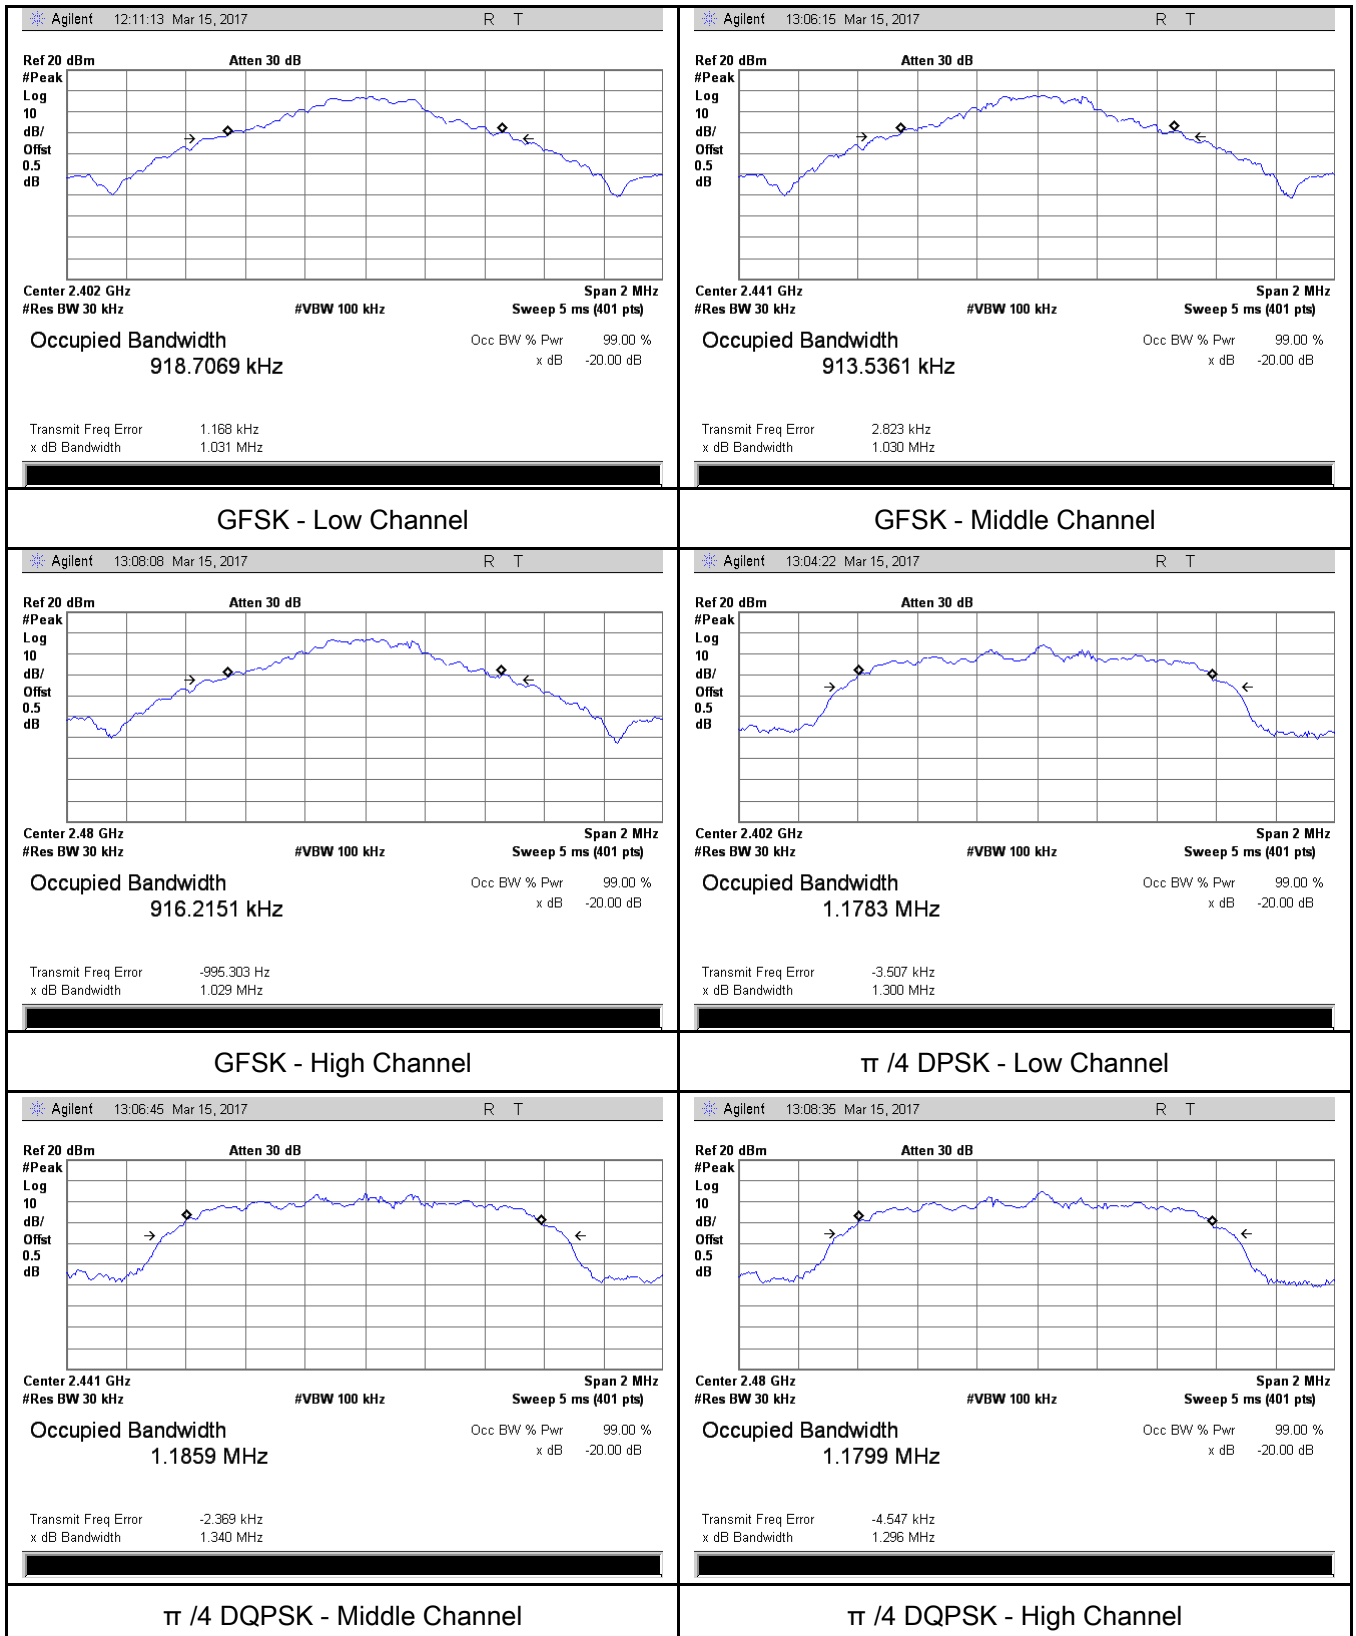 Agilent 12:11:13 Mar 15, 2017 R T
Ref 20 dBm Atten 30 dB
#Peak
Log
10
dB/
Offst
0.5
dB
Center 2.402 GHz Span 2 MHz
#Res BW 30 kHz #VBW 100 kHz Sweep 5 ms (401 pts)
Occupied Bandwidth Occ BW % Pwr 99.00 %
918.7069 kHz x dB -20.00 dB
Transmit Freq Error 1.168 kHz
x dB Bandwidth 1.031 MHz
GFSK - Low Channel
Agilent 13:06:15 Mar 15, 2017 R T
Ref 20 dBm Atten 30 dB
#Peak
Log
10
dB/
Offst
0.5
dB
Center 2.441 GHz Span 2 MHz
#Res BW 30 kHz #VBW 100 kHz Sweep 5 ms (401 pts)
Occupied Bandwidth Occ BW % Pwr 99.00 %
913.5361 kHz x dB -20.00 dB
Transmit Freq Error 2.823 kHz
x dB Bandwidth 1.030 MHz
GFSK - Middle Channel
Agilent 13:08:08 Mar 15, 2017 R T
Ref 20 dBm Atten 30 dB
#Peak
Log
10
dB/
Offst
0.5
dB
Center 2.48 GHz Span 2 MHz
#Res BW 30 kHz #VBW 100 kHz Sweep 5 ms (401 pts)
Occupied Bandwidth Occ BW % Pwr 99.00 %
916.2151 kHz x dB -20.00 dB
Transmit Freq Error -995.303 Hz
x dB Bandwidth 1.029 MHz
GFSK - High Channel
Agilent 13:04:22 Mar 15, 2017 R T
Ref 20 dBm Atten 30 dB
#Peak
Log
10
dB/
Offst
0.5
dB
Center 2.402 GHz Span 2 MHz
#Res BW 30 kHz #VBW 100 kHz Sweep 5 ms (401 pts)
Occupied Bandwidth Occ BW % Pwr 99.00 %
1.1783 MHz x dB -20.00 dB
Transmit Freq Error -3.507 kHz
x dB Bandwidth 1.300 MHz
π /4 DPSK - Low Channel
Agilent 13:06:45 Mar 15, 2017 R T
Ref 20 dBm Atten 30 dB
#Peak
Log
10
dB/
Offst
0.5
dB
Center 2.441 GHz Span 2 MHz
#Res BW 30 kHz #VBW 100 kHz Sweep 5 ms (401 pts)
Occupied Bandwidth Occ BW % Pwr 99.00 %
1.1859 MHz x dB -20.00 dB
Transmit Freq Error -2.369 kHz
x dB Bandwidth 1.340 MHz
π /4 DQPSK - Middle Channel
Agilent 13:08:35 Mar 15, 2017 R T
Ref 20 dBm Atten 30 dB
#Peak
Log
10
dB/
Offst
0.5
dB
Center 2.48 GHz Span 2 MHz
#Res BW 30 kHz #VBW 100 kHz Sweep 5 ms (401 pts)
Occupied Bandwidth Occ BW % Pwr 99.00 %
1.1799 MHz x dB -20.00 dB
Transmit Freq Error -4.547 kHz
x dB Bandwidth 1.296 MHz
π /4 DQPSK - High Channel